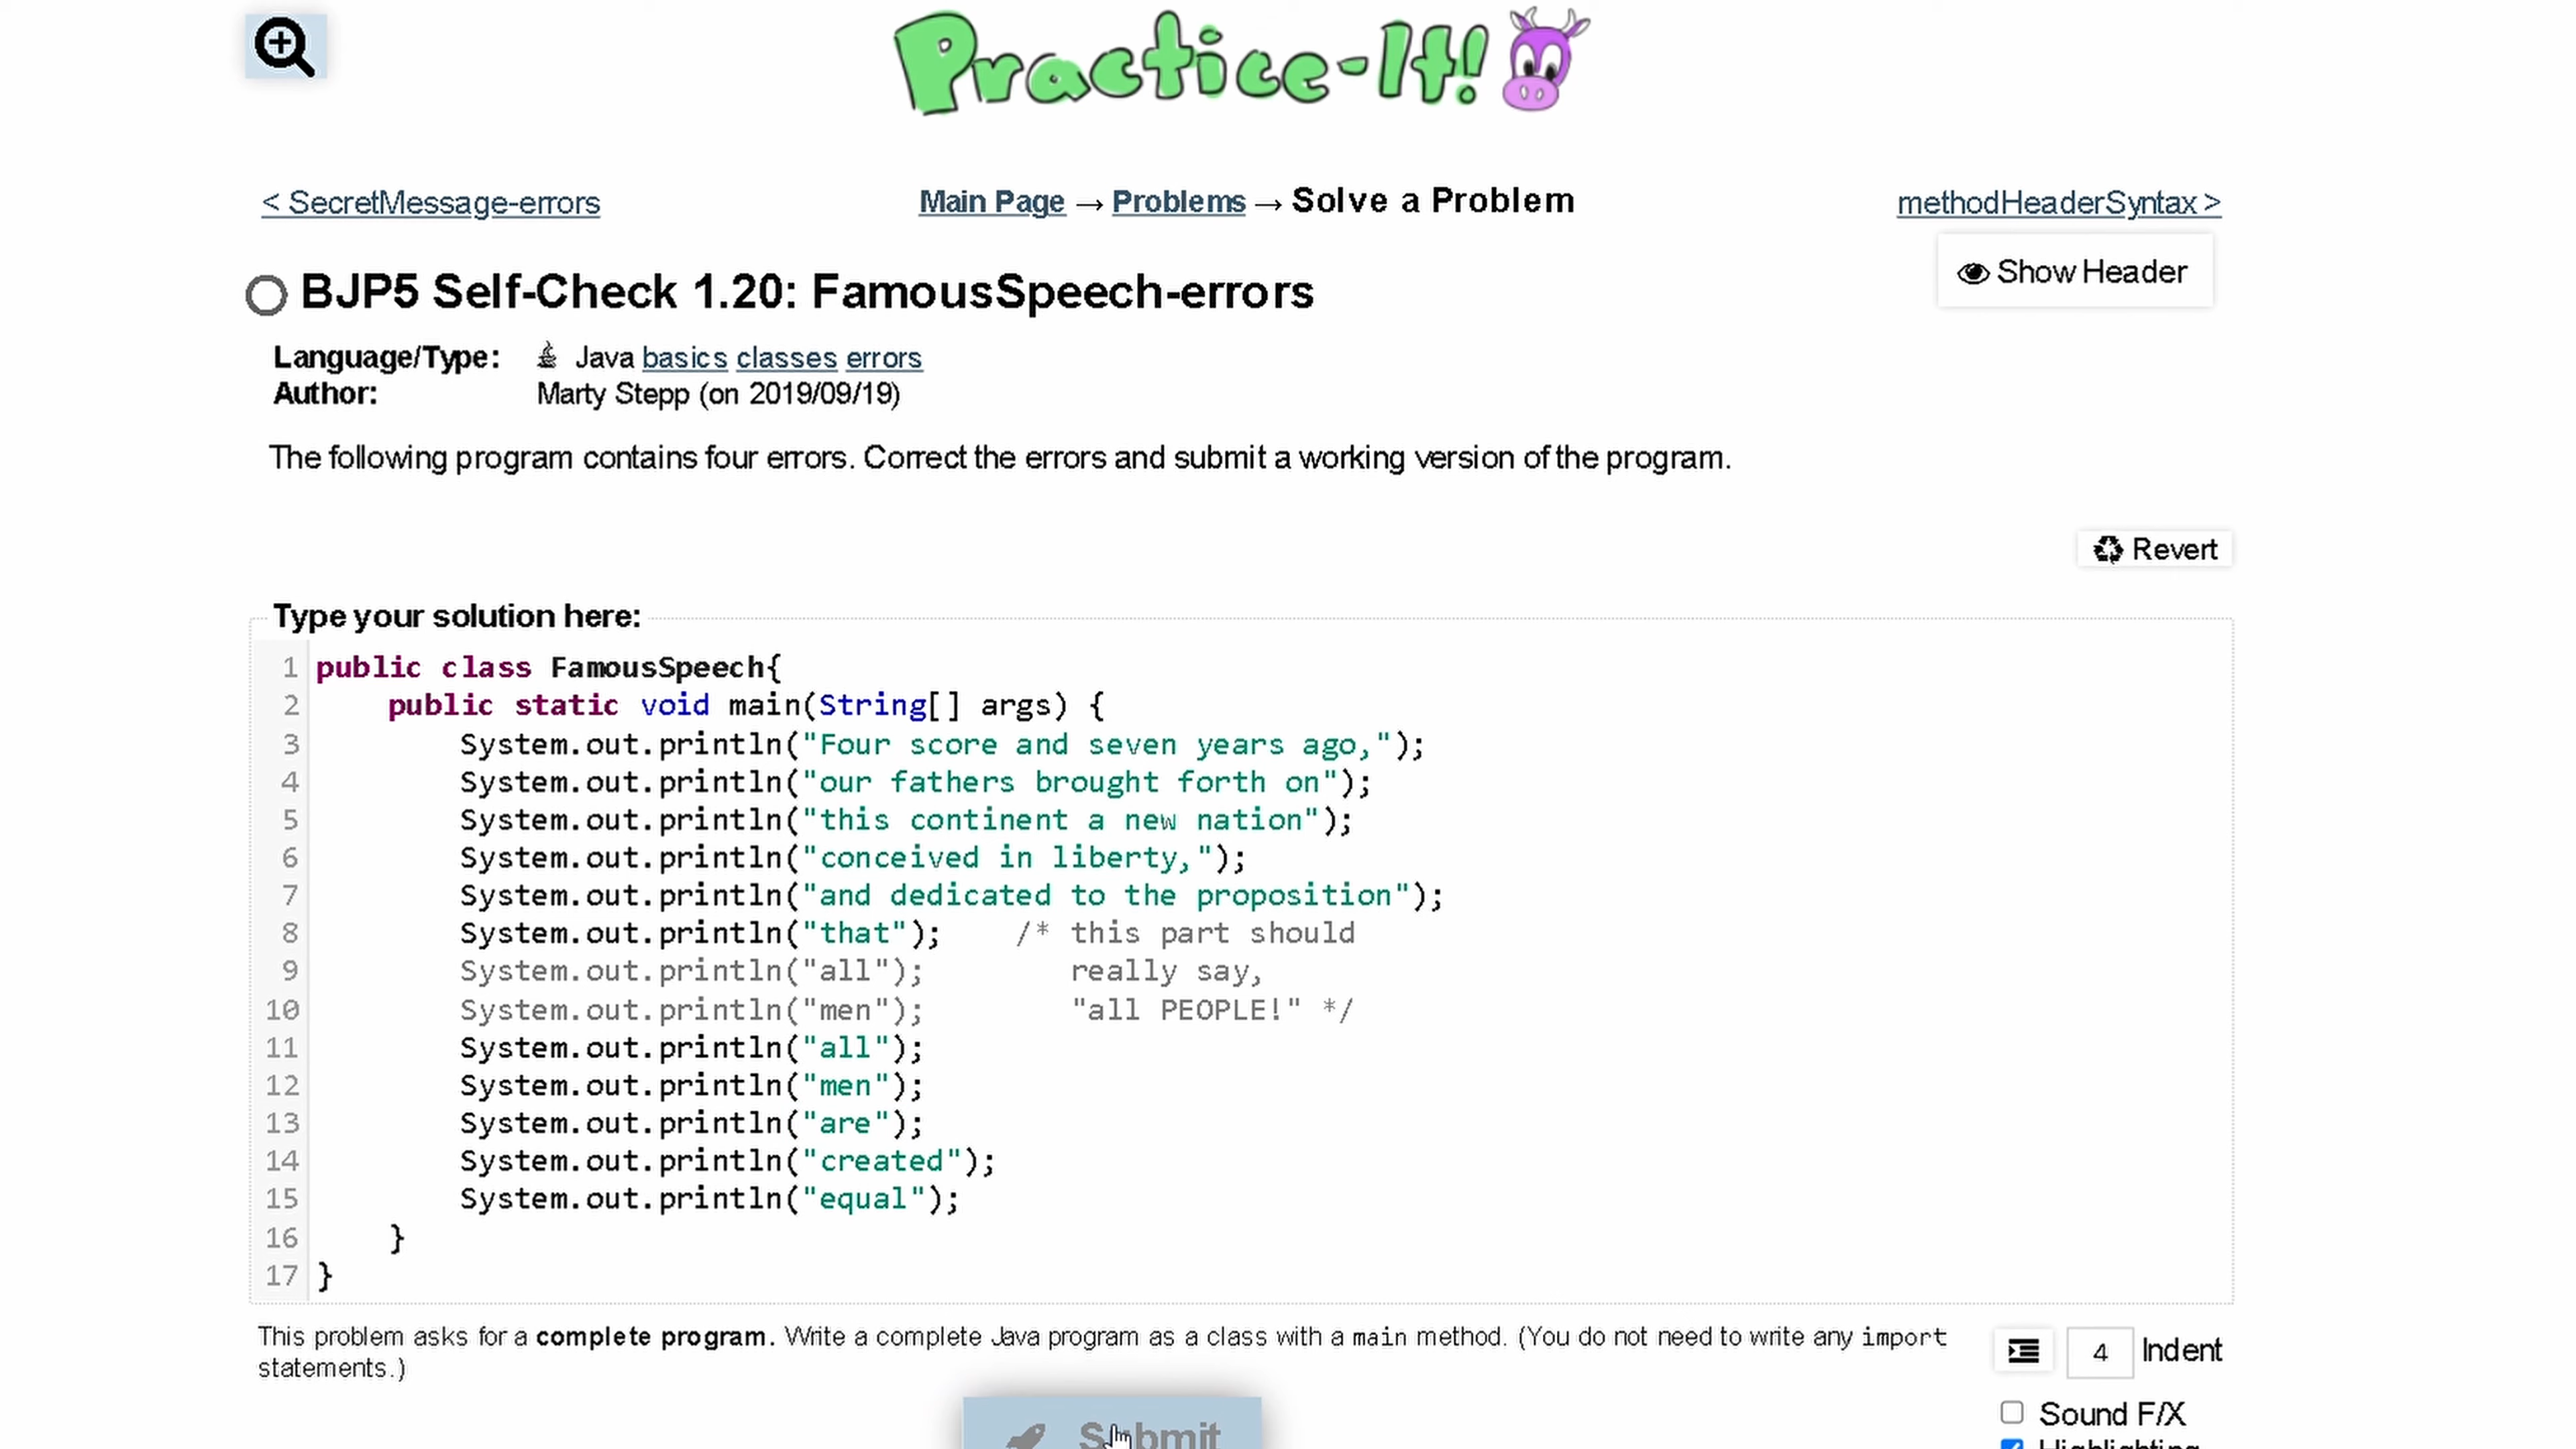 Practice-It!
< SecretMessage-errors
Main Page → Problems → Solve a Problem
methodHeaderSyntax >
Show Header
BJP5 Self-Check 1.20: FamousSpeech-errors
Language/Type: Java basics classes errors
Author: Marty Stepp (on 2019/09/19)
The following program contains four errors. Correct the errors and submit a working version of the program.
Revert
Type your solution here:
1 public class FamousSpeech{
2     public static void main(String[] args) {
3         System.out.println("Four score and seven years ago,");
4         System.out.println("our fathers brought forth on");
5         System.out.println("this continent a new nation");
6         System.out.println("conceived in liberty,");
7         System.out.println("and dedicated to the proposition");
8         System.out.println("that");    /* this part should
9         System.out.println("all");        really say,
10         System.out.println("men");        "all PEOPLE!" */
11         System.out.println("all");
12         System.out.println("men");
13         System.out.println("are");
14         System.out.println("created");
15         System.out.println("equal");
16     }
17 }
This problem asks for a complete program. Write a complete Java program as a class with a main method. (You do not need to write any import
statements.)
4 Indent
Submit
Sound F/X
Highlighting